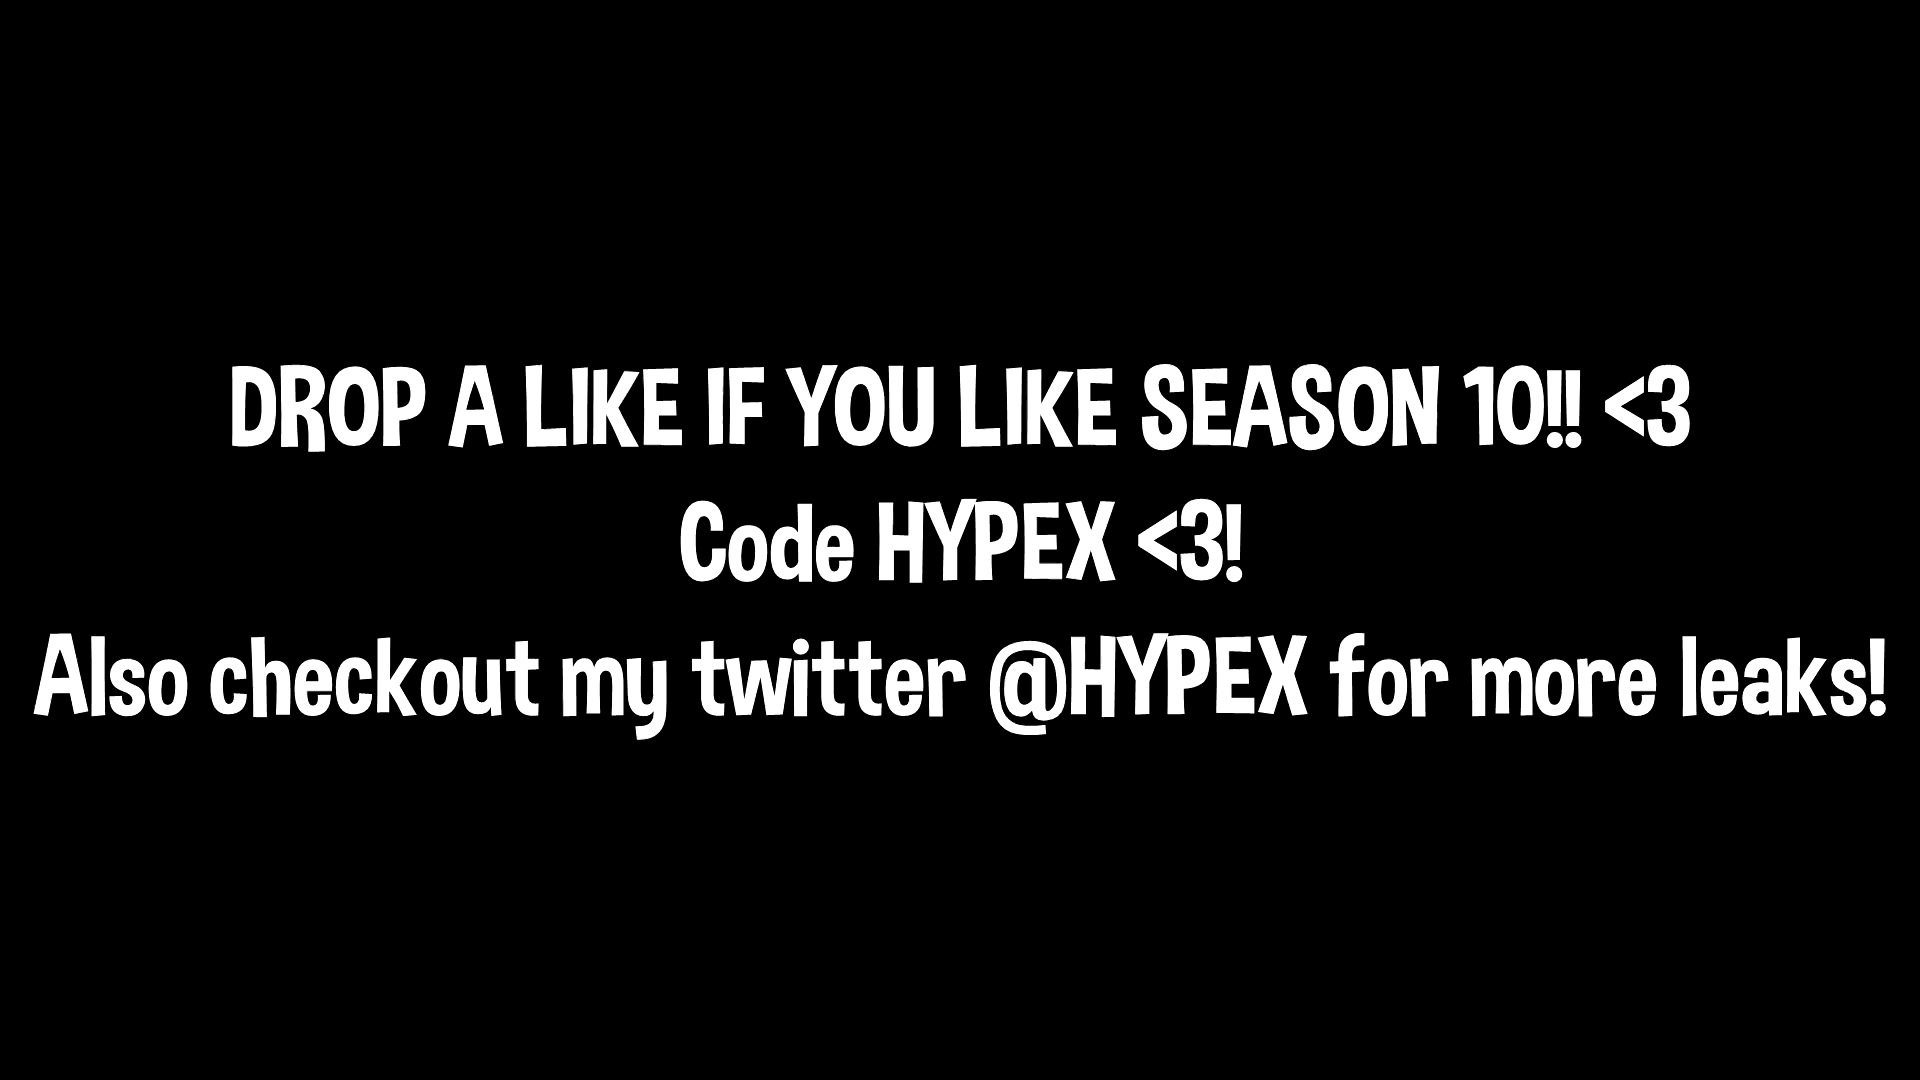 DROP A LIKE IF YOU LIKE SEASON 10!! <3
Code HYPEX <3!
Also checkout my twitter @HYPEX for more leaks!